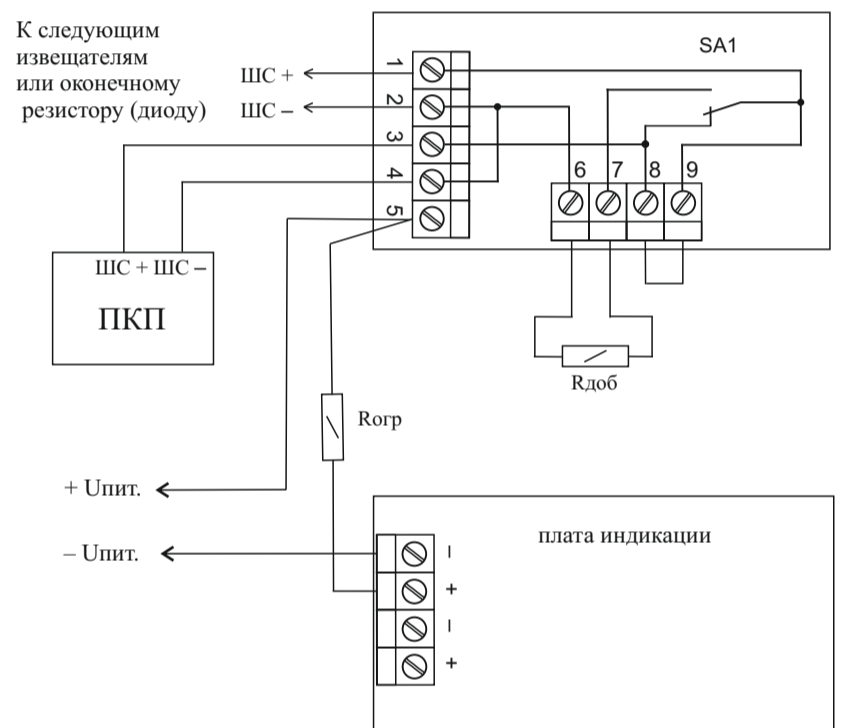 К следующим
извещателям
или оконечному
резистору (диоду)
ШС +
ШС –
1
2
3
4
5
SA1
6 7 8 9
ШС + ШС –
ПКП
Rдоб
Rогр
+ Uпит.
– Uпит.
плата индикации
–
+
–
+